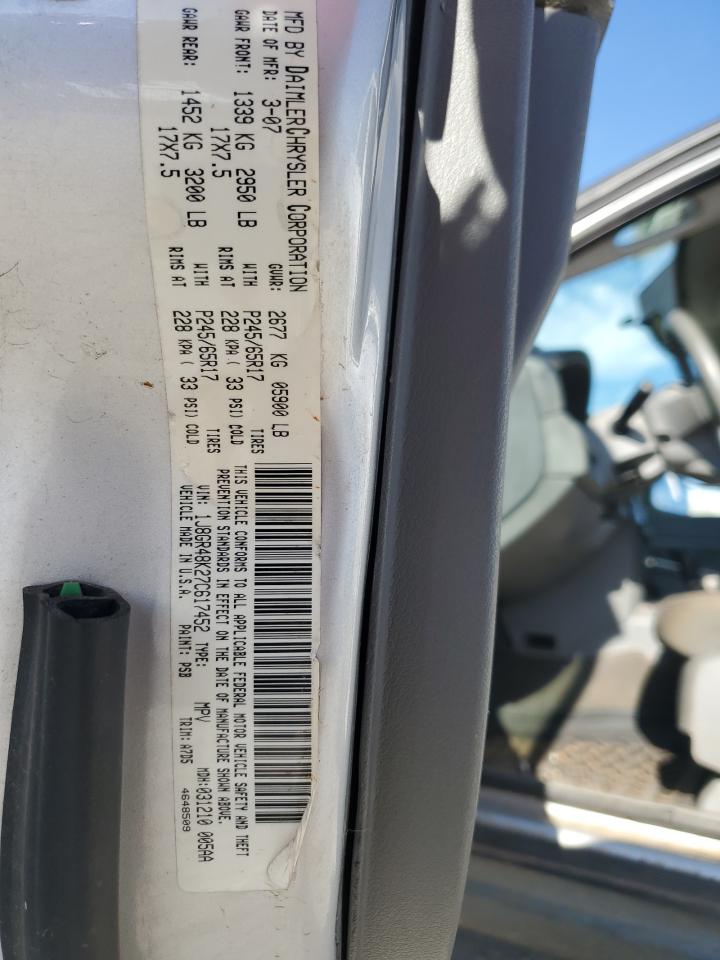 MFD BY DAIMLERCHRYSLER CORPORATION
DATE OF MFR: 3-07 GVWR: 2677 KG 05900 LB
GAWR FRONT: 1339 KG 2950 LB WITH P245/65R17 TIRES
17X7.5 RIMS AT 228 KPA ( 33 PSI) COLD
GAWR REAR: 1452 KG 3200 LB WITH P245/65R17 TIRES
17X7.5 RIMS AT 228 KPA ( 33 PSI) COLD
THIS VEHICLE CONFORMS TO ALL APPLICABLE FEDERAL MOTOR VEHICLE SAFETY AND THEFT
PREVENTION STANDARDS IN EFFECT ON THE DATE OF MANUFACTURE SHOWN ABOVE.
VIN: 1J8GR48K27C617452 TYPE: MPV MDH:031210 005AA
VEHICLE MADE IN U.S.A. PAINT: PSB TRIM: A7D5 4648509